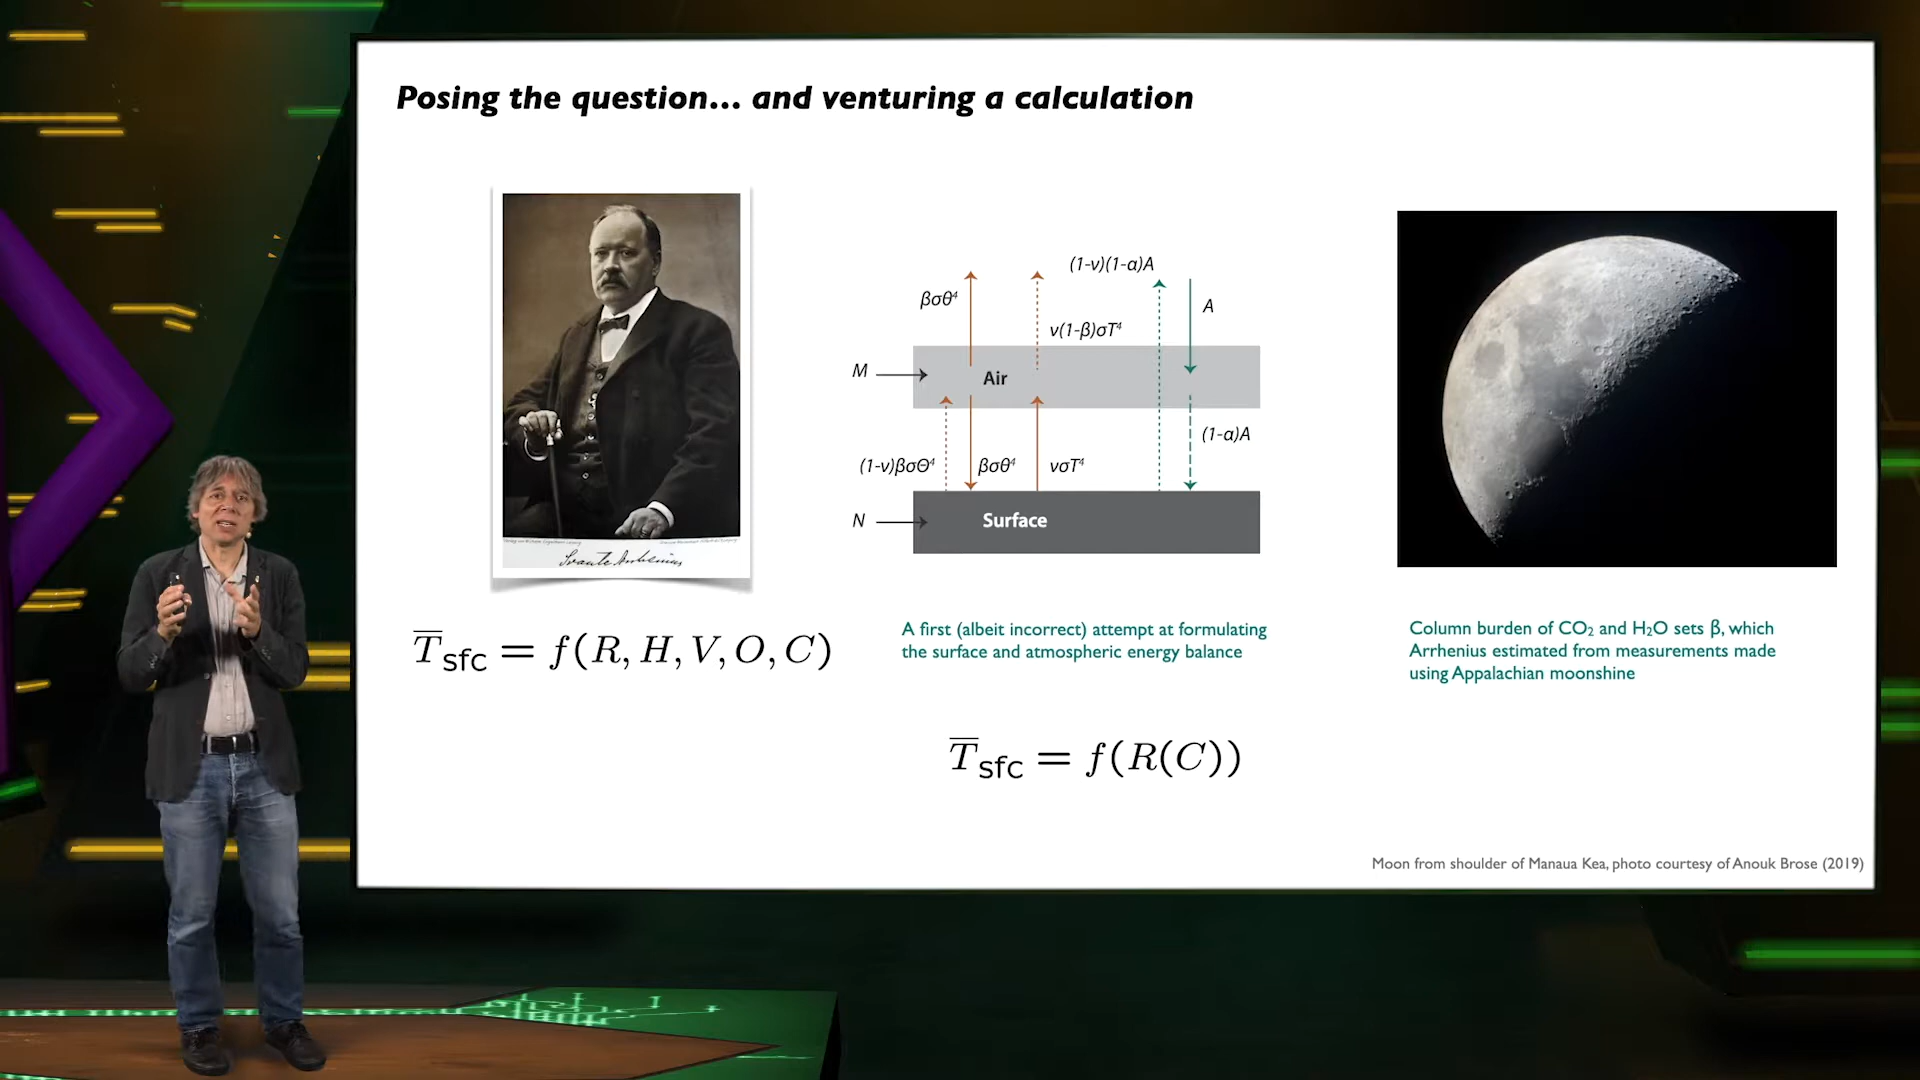 Posing the question... and venturing a calculation
Svante Arrhenius
T̅sfc = f(R, H, V, O, C)
(1-ν)(1-α)A
βσθ⁴
A
ν(1-β)σT⁴
M
Air
(1-α)A
(1-ν)βσΘ⁴
βσθ⁴
νσT⁴
N
Surface
A first (albeit incorrect) attempt at formulating
the surface and atmospheric energy balance
T̅sfc = f(R(C))
Column burden of CO₂ and H₂O sets β, which
Arrhenius estimated from measurements made
using Appalachian moonshine
Moon from shoulder of Manaua Kea, photo courtesy of Anouk Brose (2019)